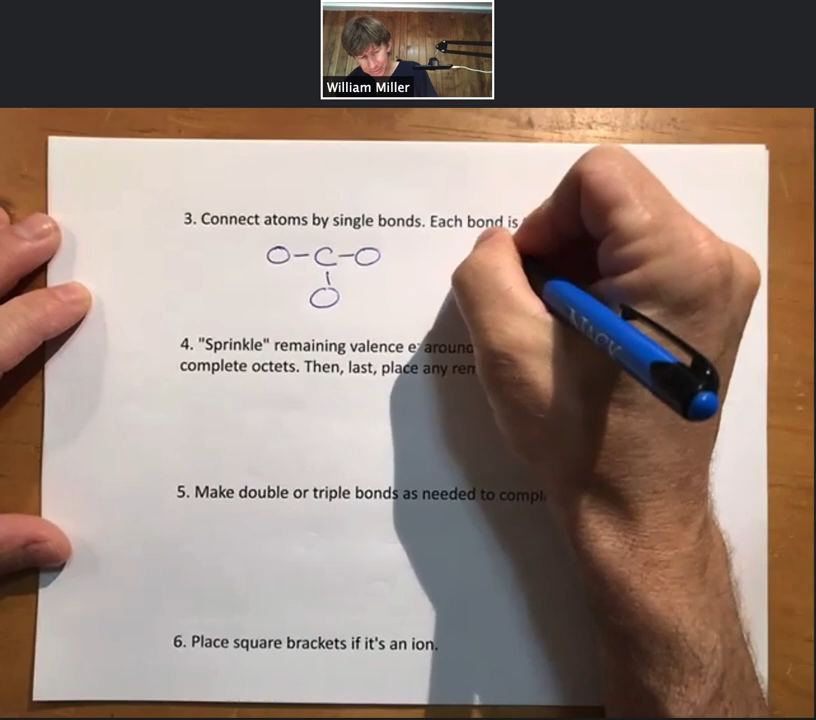 William Miller
3. Connect atoms by single bonds. Each bond is
O-C-O
|
O
4. "Sprinkle" remaining valence e⁻ around
complete octets. Then, last, place any
5. Make double or triple bonds as needed to
6. Place square brackets if it's an ion.